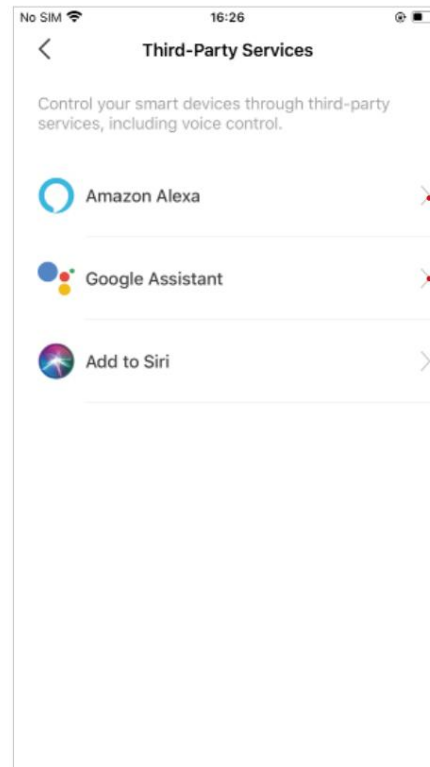 No SIM 16:26
Third-Party Services
Control your smart devices through third-party
services, including voice control.
Amazon Alexa
Google Assistant
Add to Siri